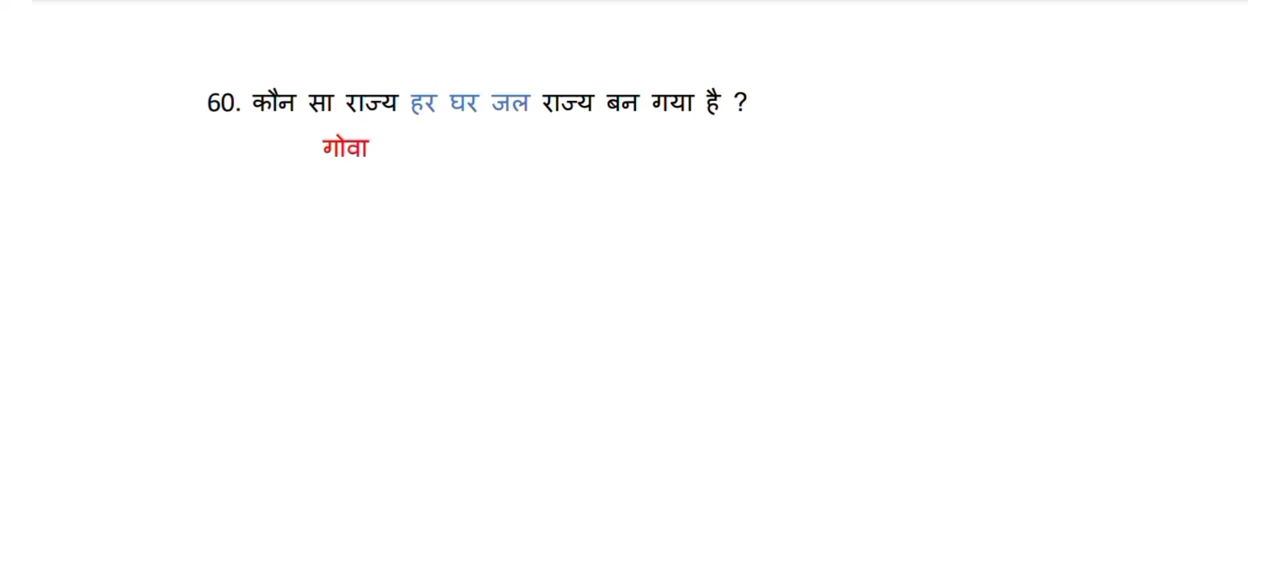 60. कौन सा राज्य हर घर जल राज्य बन गया है ?
गोवा